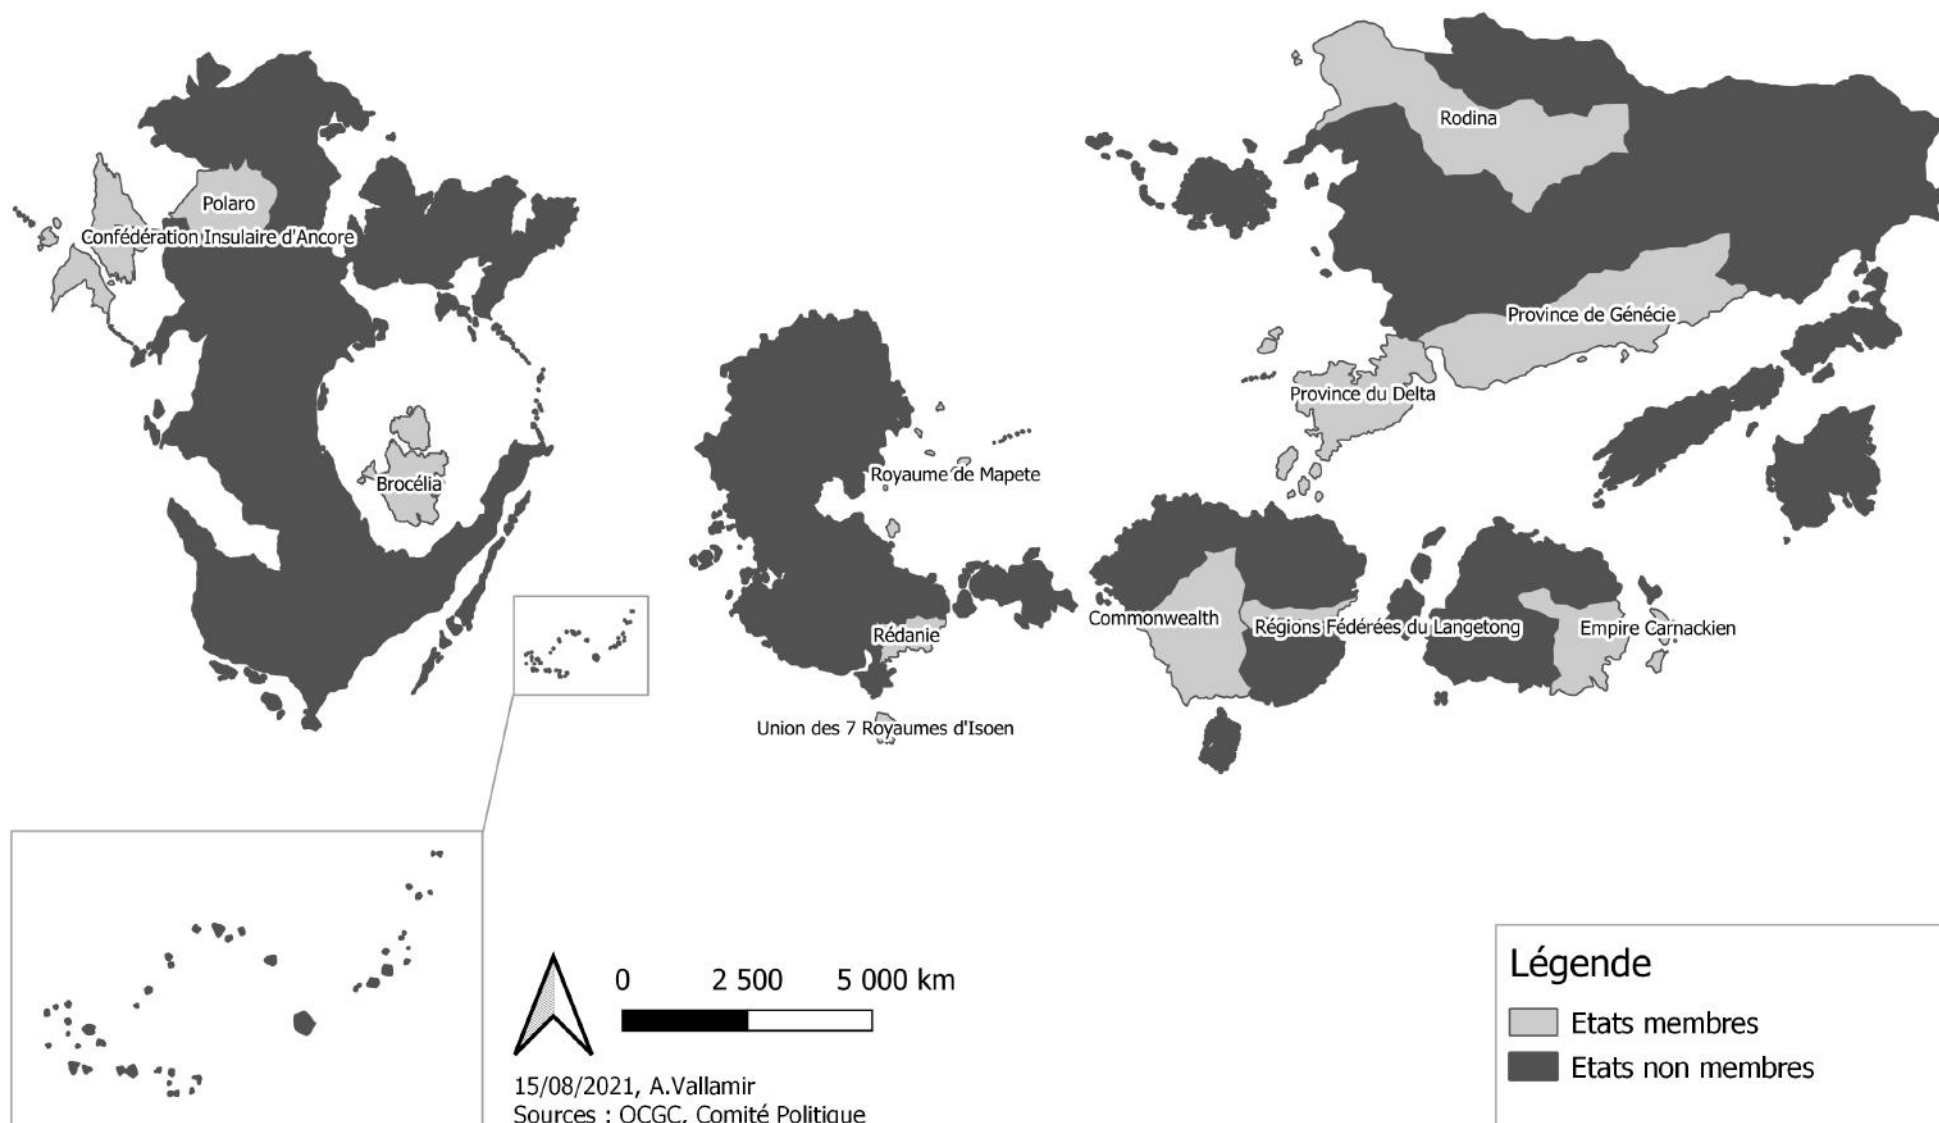 Rodina
Polaro
Confédération Insulaire d'Ancore
Province de Génécie
Province du Delta
Royaume de Mapete
Brocélia
Commonwealth
Régions Fédérées du Langetong
Empire Carnackien
Rédanie
Union des 7 Royaumes d'Isoen
0 2 500 5 000 km
15/08/2021, A.Vallamir
Sources : OCGC, Comité Politique
Légende
Etats membres
Etats non membres